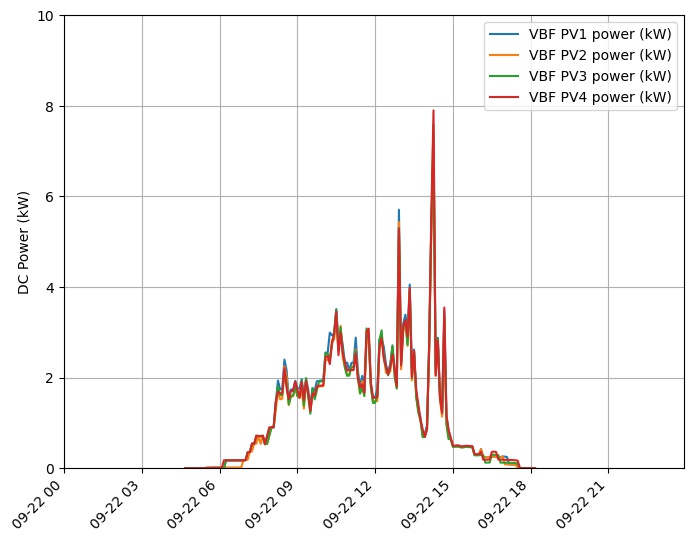 10
8
6
4
2
0
DC Power (kW)
VBF PV1 power (kW)
VBF PV2 power (kW)
VBF PV3 power (kW)
VBF PV4 power (kW)
09-22 00
09-22 03
09-22 06
09-22 09
09-22 12
09-22 15
09-22 18
09-22 21